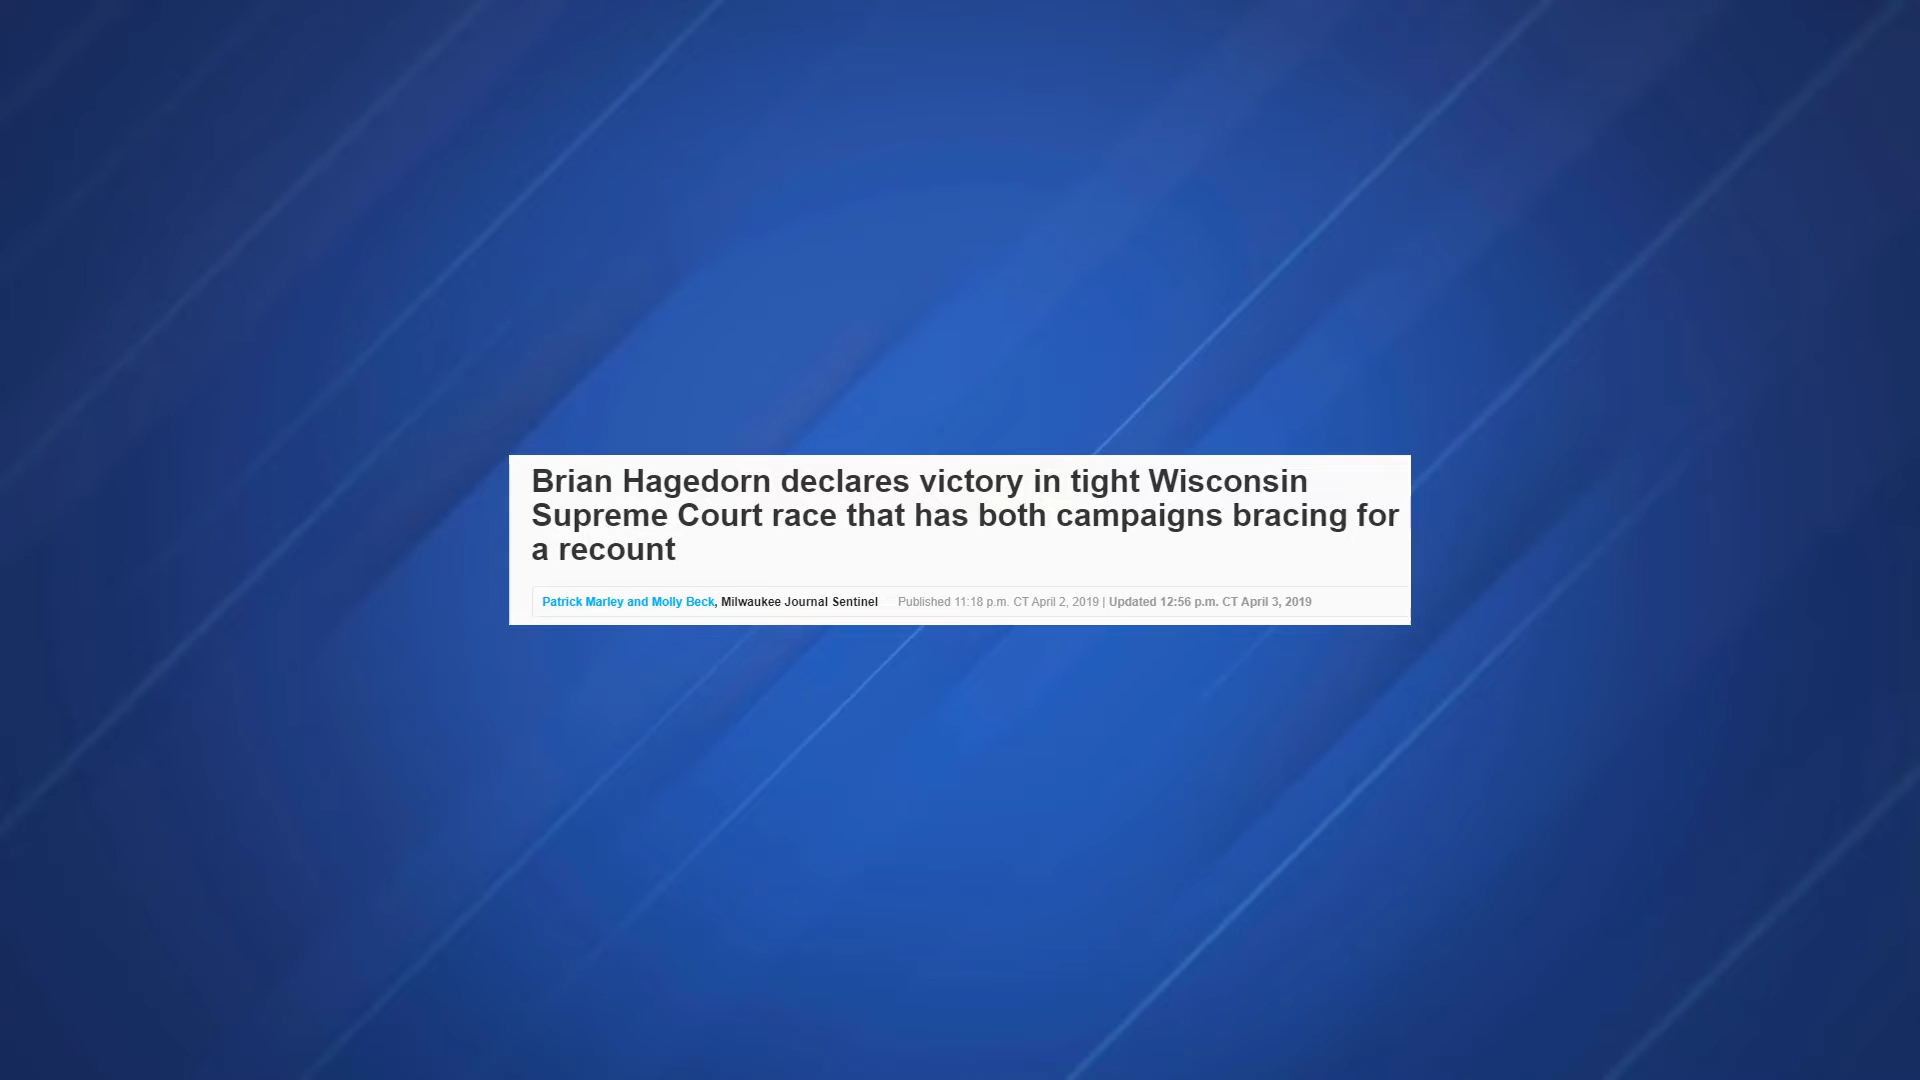 Brian Hagedorn declares victory in tight Wisconsin
Supreme Court race that has both campaigns bracing for
a recount
Patrick Marley and Molly Beck, Milwaukee Journal Sentinel Published 11:18 p.m. CT April 2, 2019 | Updated 12:56 p.m. CT April 3, 2019